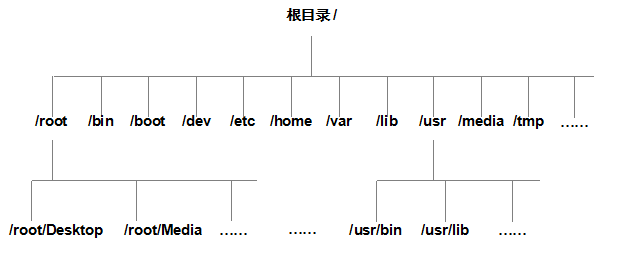 根目录 /
/root /bin /boot /dev /etc /home /var /lib /usr /media /tmp ……
/root/Desktop /root/Media …… …… /usr/bin /usr/lib ……